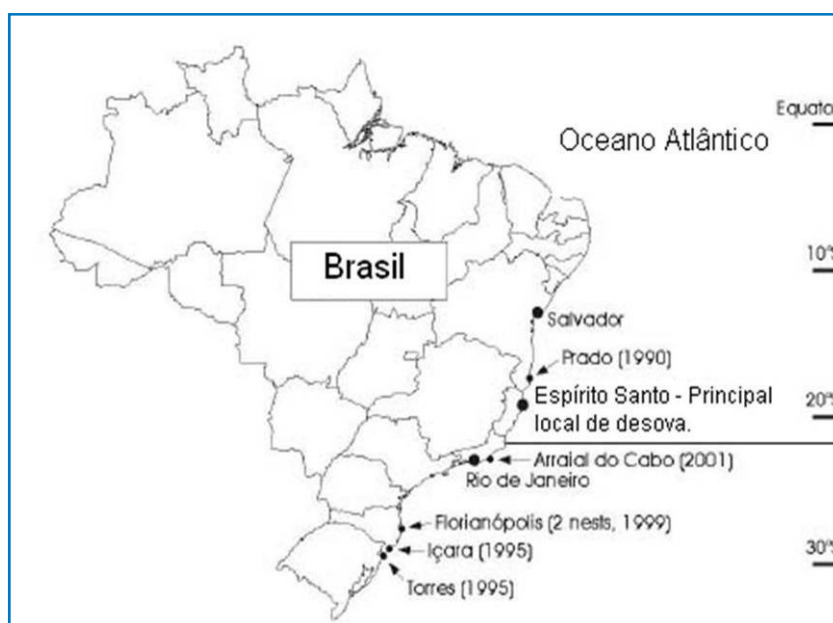 Equato
Oceano Atlântico
Brasil
10°S
Salvador
Prado (1990)
Espírito Santo - Principal
local de desova.
20°S
Arraial do Cabo (2001)
Rio de Janeiro
Florianópolis (2 nests, 1999)
Içara (1995)
30°S
Torres (1995)